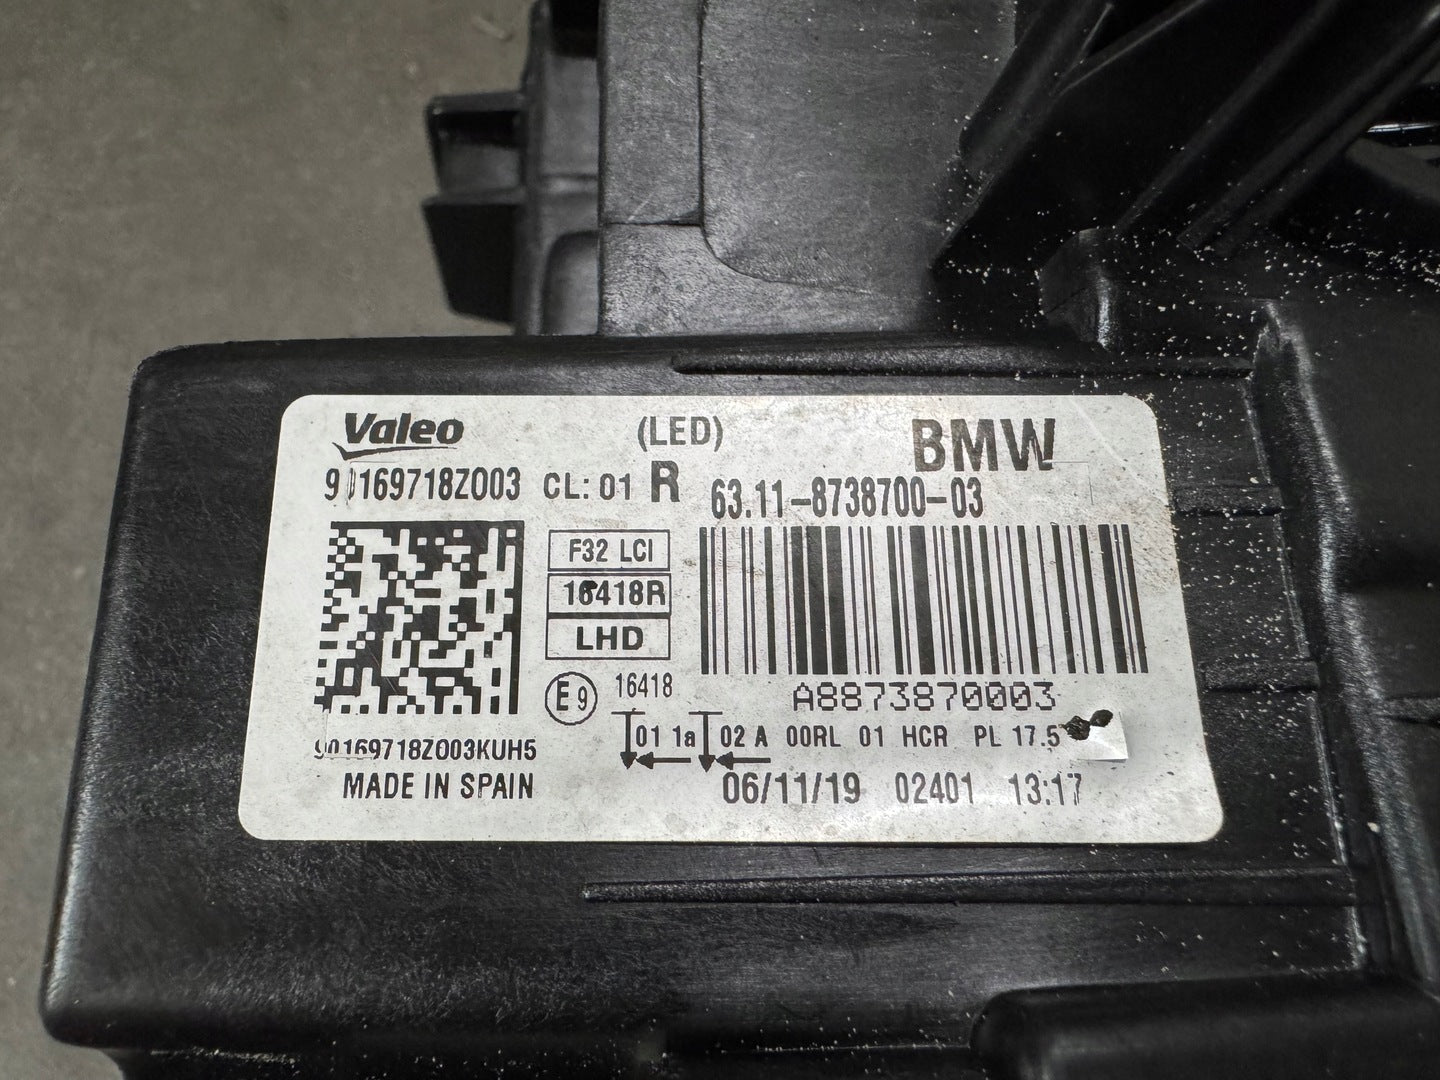 Valeo (LED) BMW
90169718Z003 CL: 01 R 63.11-8738700-03
F32 LCI
16418R
LHD
E9 16418
A8873870003
01 1a 02 A 00RL 01 HCR PL 17.5
90169718Z003KUH5
MADE IN SPAIN 06/11/19 02401 13:17